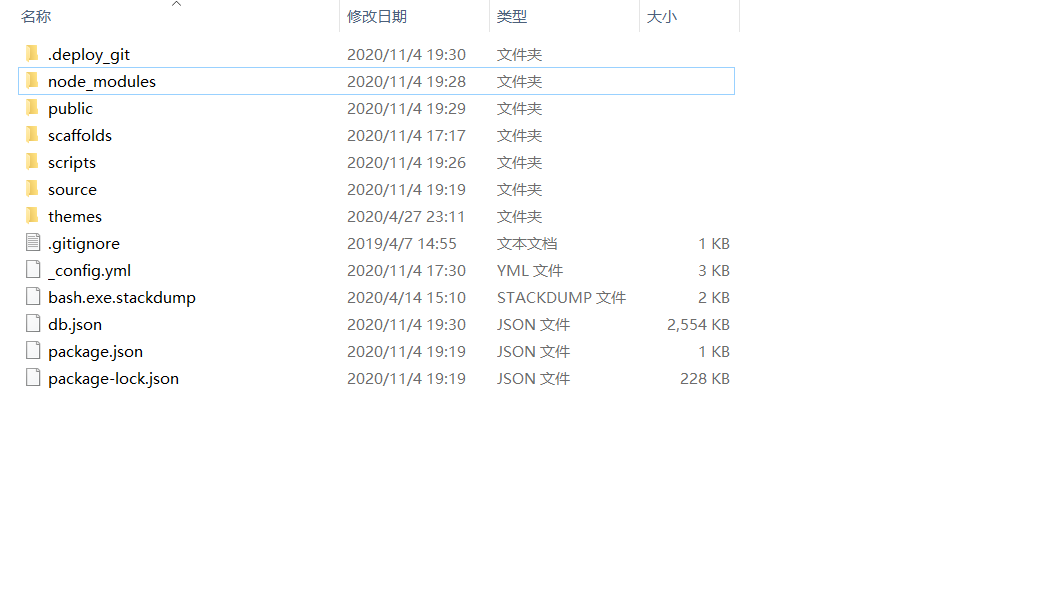 名称 修改日期 类型 大小
.deploy_git 2020/11/4 19:30 文件夹
node_modules 2020/11/4 19:28 文件夹
public 2020/11/4 19:29 文件夹
scaffolds 2020/11/4 17:17 文件夹
scripts 2020/11/4 19:26 文件夹
source 2020/11/4 19:19 文件夹
themes 2020/4/27 23:11 文件夹
.gitignore 2019/4/7 14:55 文本文档 1 KB
_config.yml 2020/11/4 17:30 YML 文件 3 KB
bash.exe.stackdump 2020/4/14 15:10 STACKDUMP 文件 2 KB
db.json 2020/11/4 19:30 JSON 文件 2,554 KB
package.json 2020/11/4 19:19 JSON 文件 1 KB
package-lock.json 2020/11/4 19:19 JSON 文件 228 KB